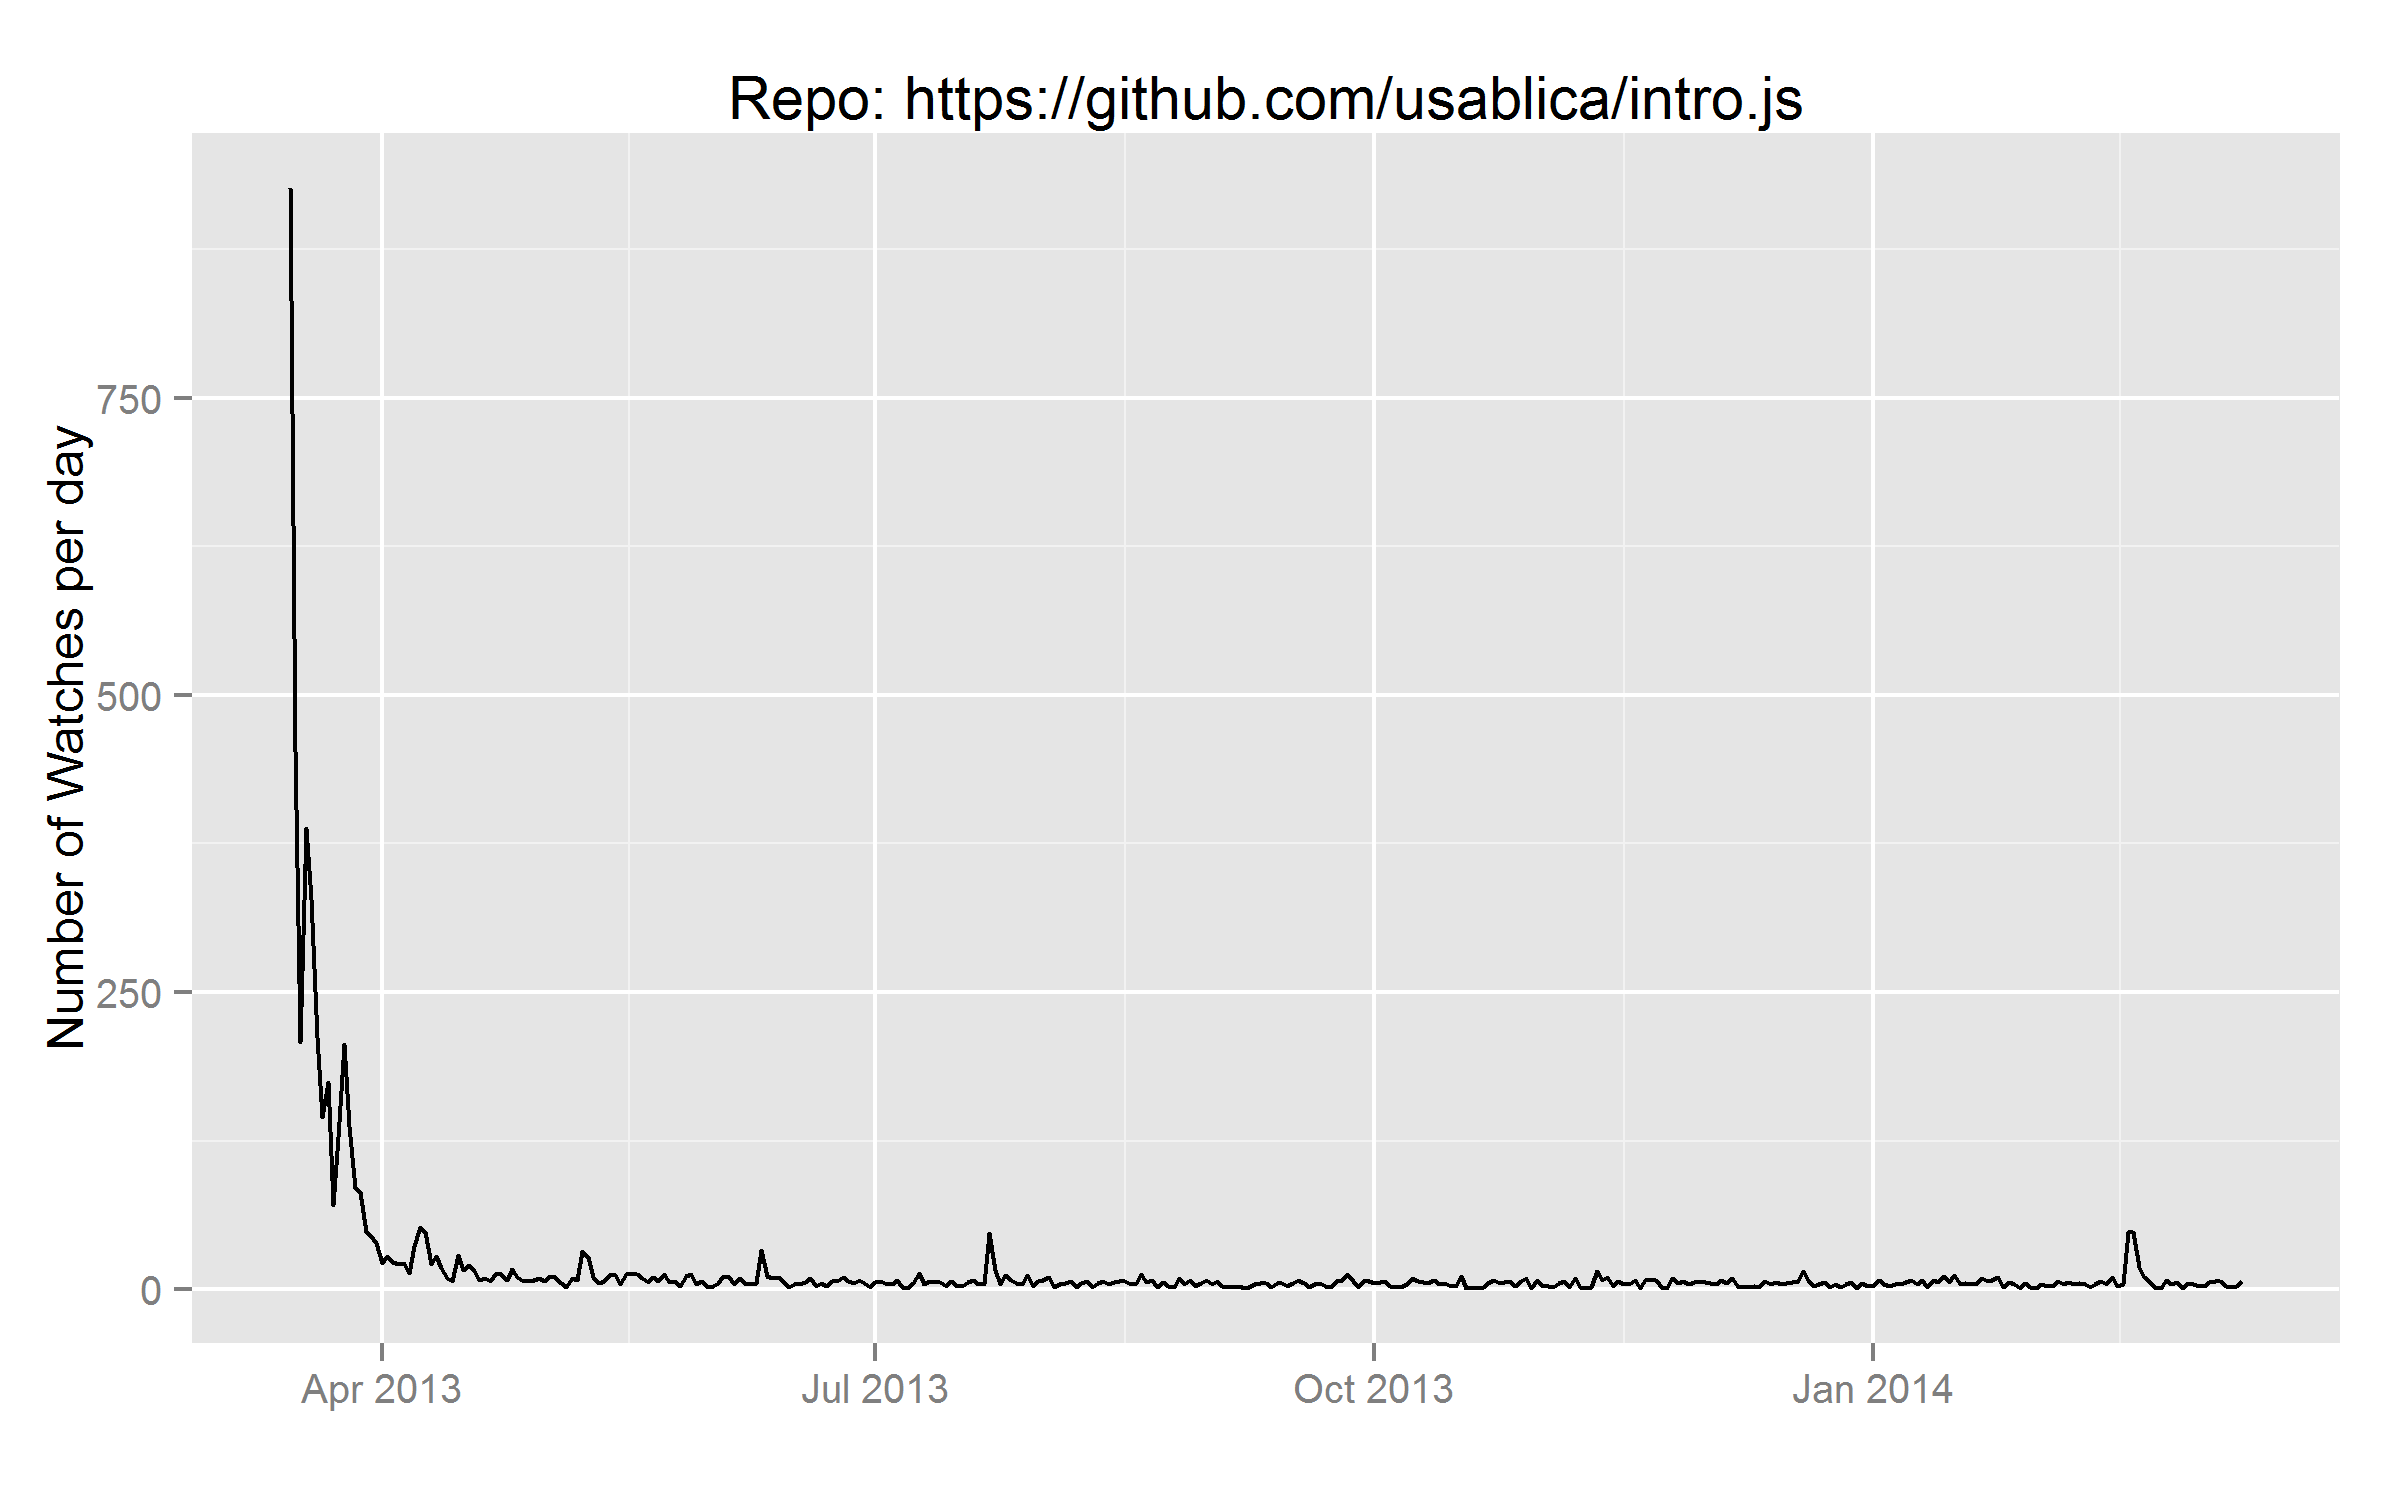 Repo: https://github.com/usablica/intro.js
Number of Watches per day
750
500
250
0
Apr 2013
Jul 2013
Oct 2013
Jan 2014